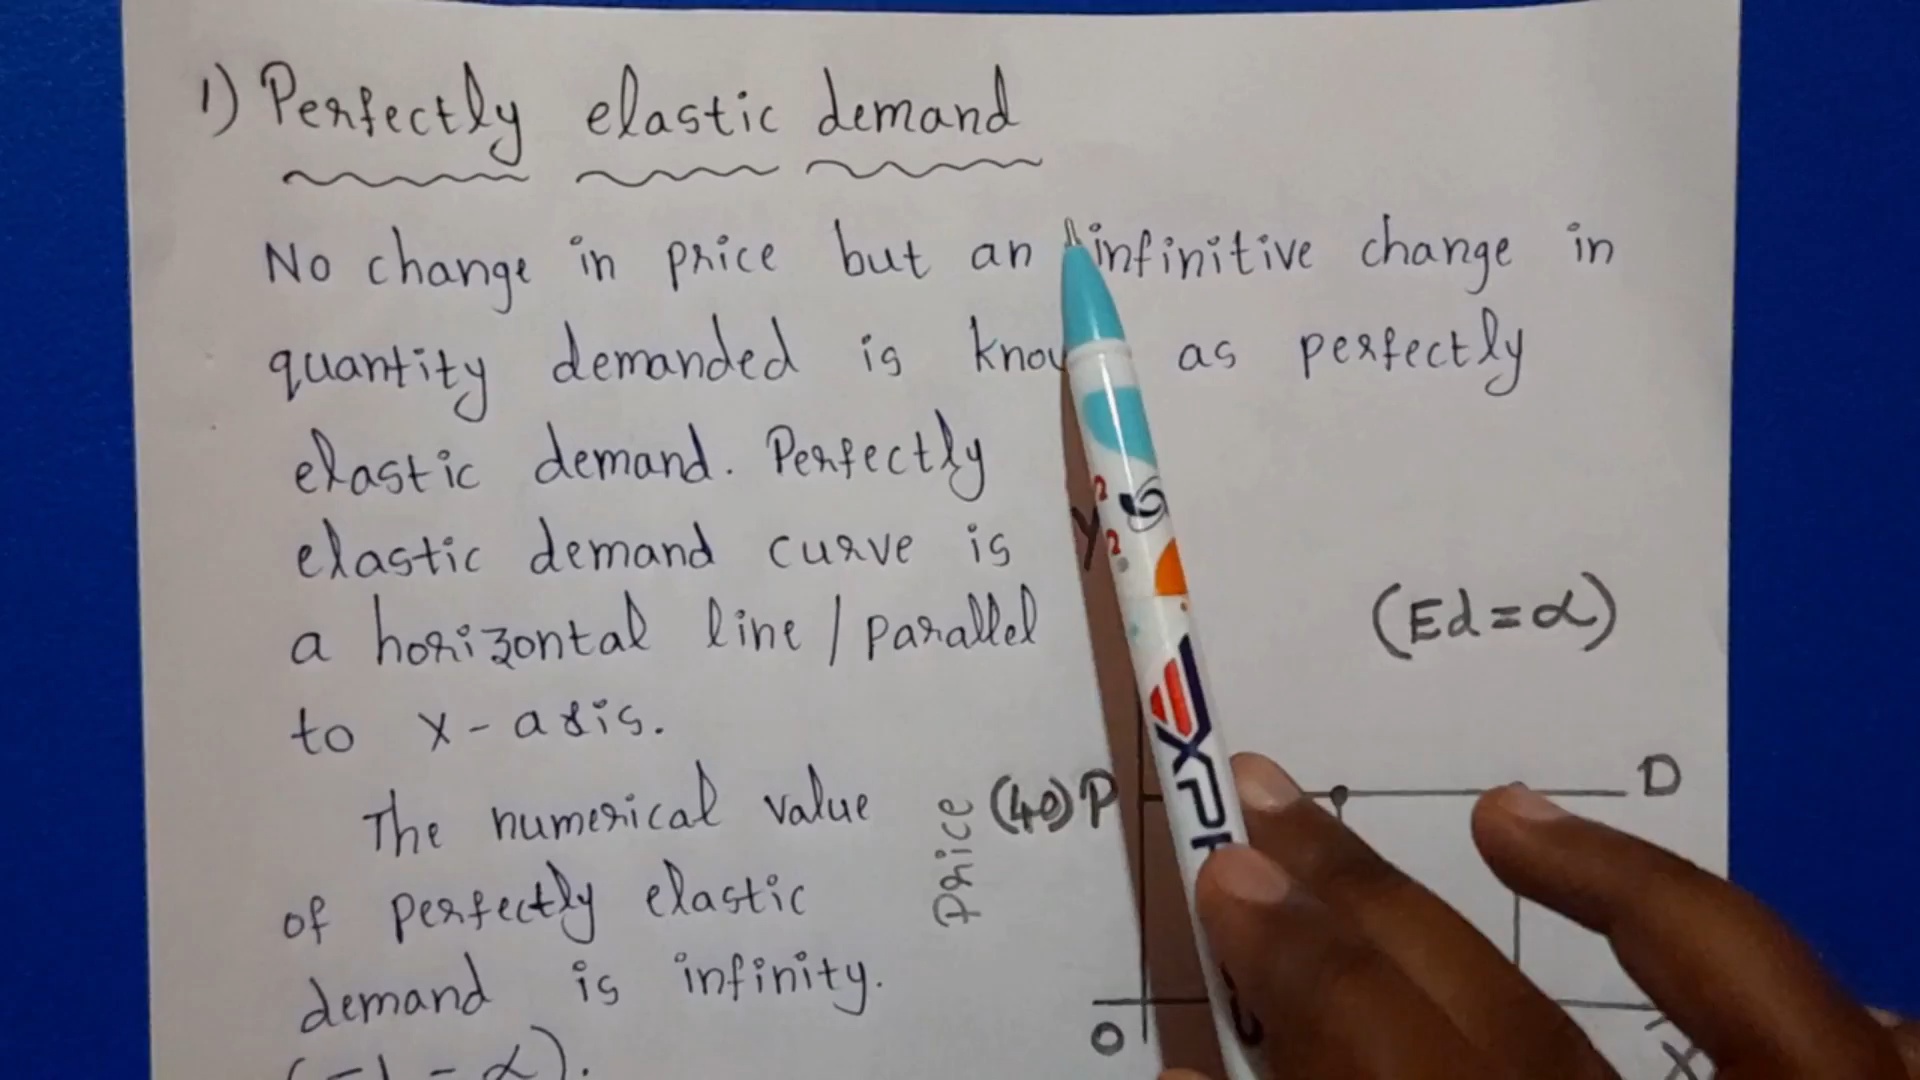 1) Perfectly elastic demand
No change in price but an infinitive change in
quantity demanded is as perfectly
elastic demand. Perfectly
elastic demand curve is
a horizontal line / parallel
to x-axis.
The numerical value
of perfectly elastic
demand is infinity.
Y
(Ed=α)
Price
(40) P
D
O
X